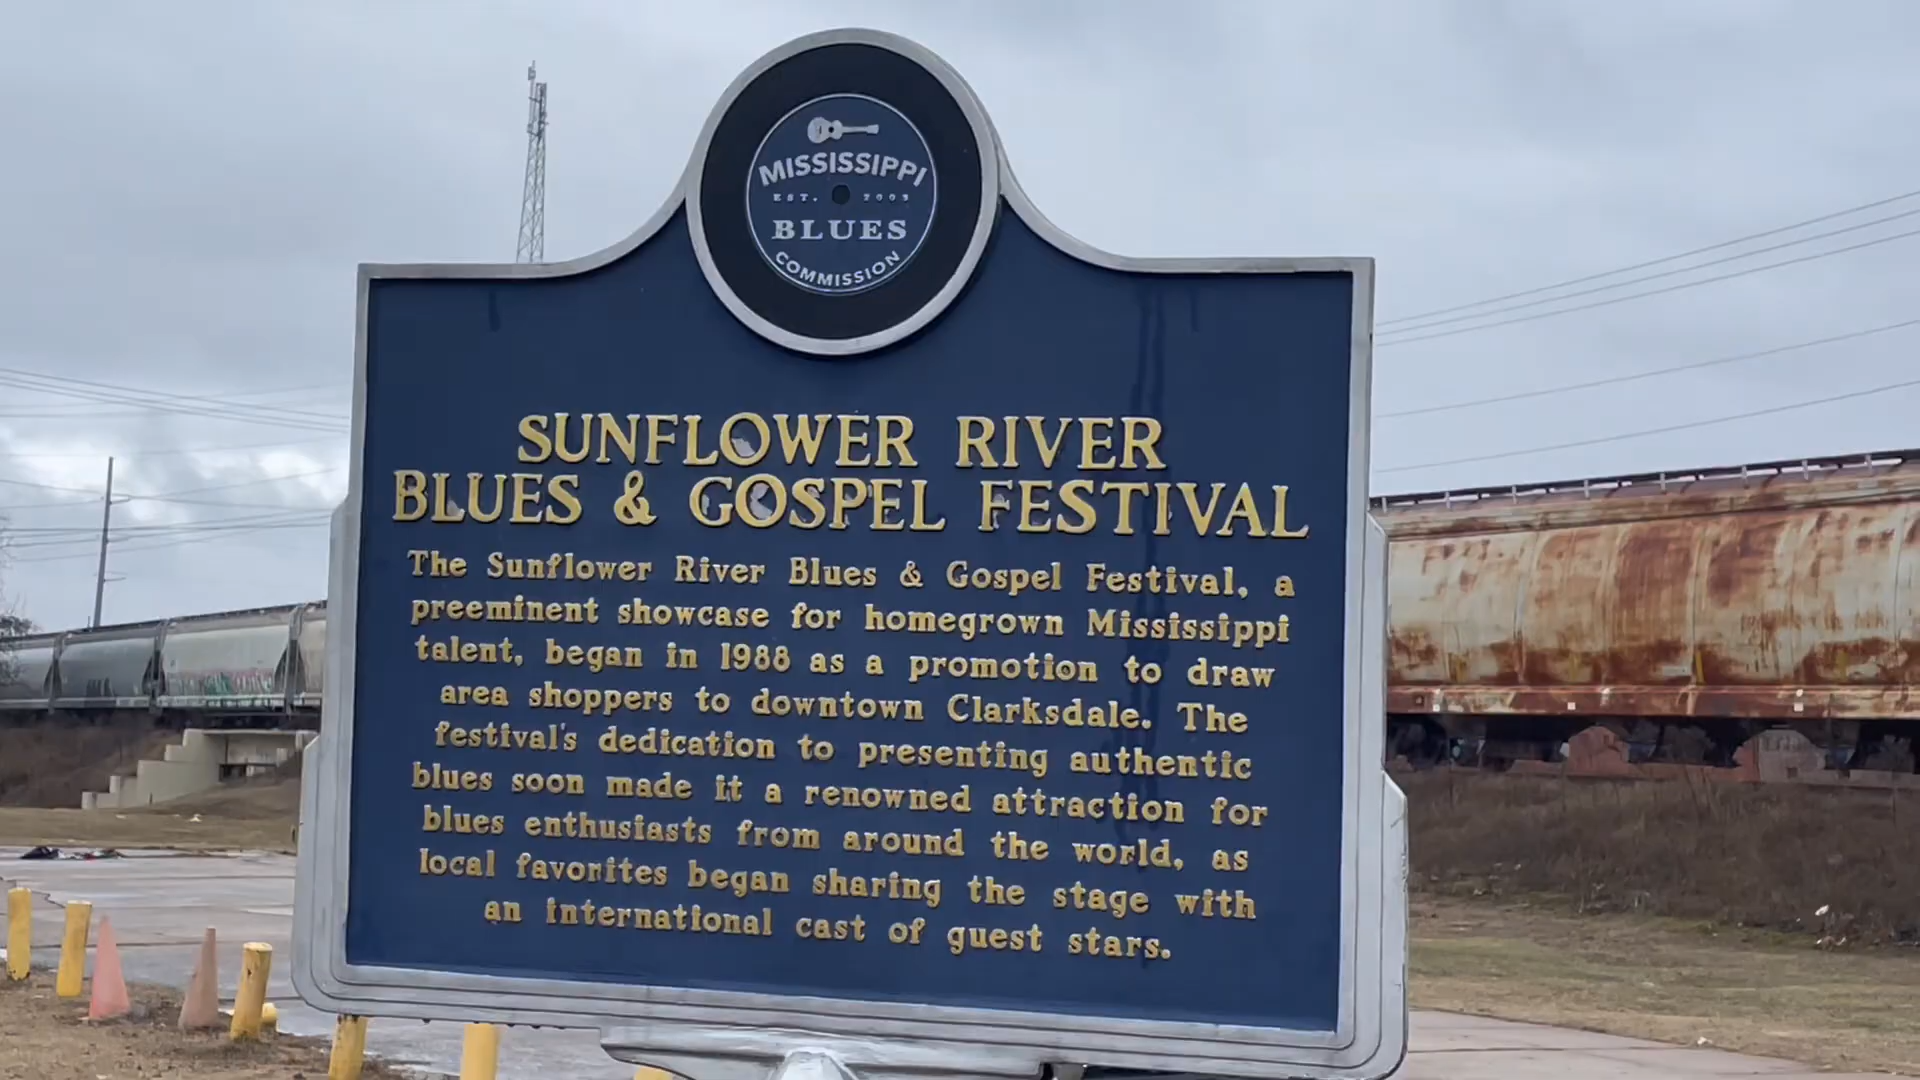 MISSISSIPPI
EST. 2003
BLUES
COMMISSION
SUNFLOWER RIVER
BLUES & GOSPEL FESTIVAL
The Sunflower River Blues & Gospel Festival, a
preeminent showcase for homegrown Mississippi
talent, began in 1988 as a promotion to draw
area shoppers to downtown Clarksdale. The
festival's dedication to presenting authentic
blues soon made it a renowned attraction for
blues enthusiasts from around the world, as
local favorites began sharing the stage with
an international cast of guest stars.